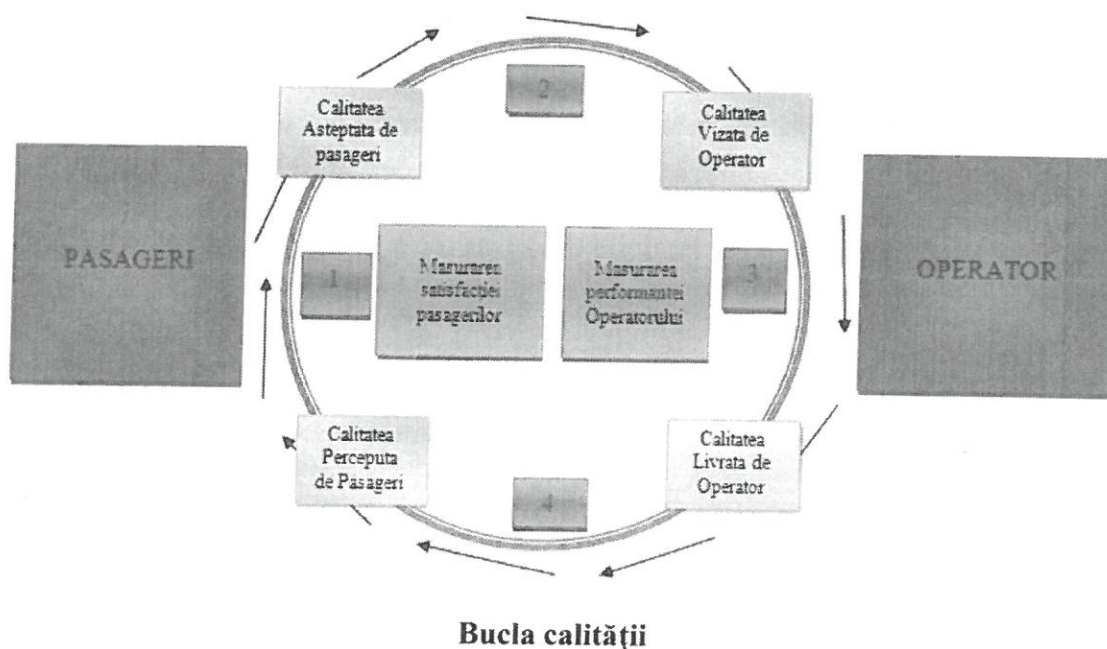 2
Calitatea
Asteptata de
pasageri
Calitatea
Vizata de
Operator
PASAGERI
1
Masurarea
satisfactiei
pasagerilor
Masurarea
performantei
Operatorului
3
OPERATOR
Calitatea
Perceputa
de Pasageri
Calitatea
Livrata de
Operator
4
Bucla calității